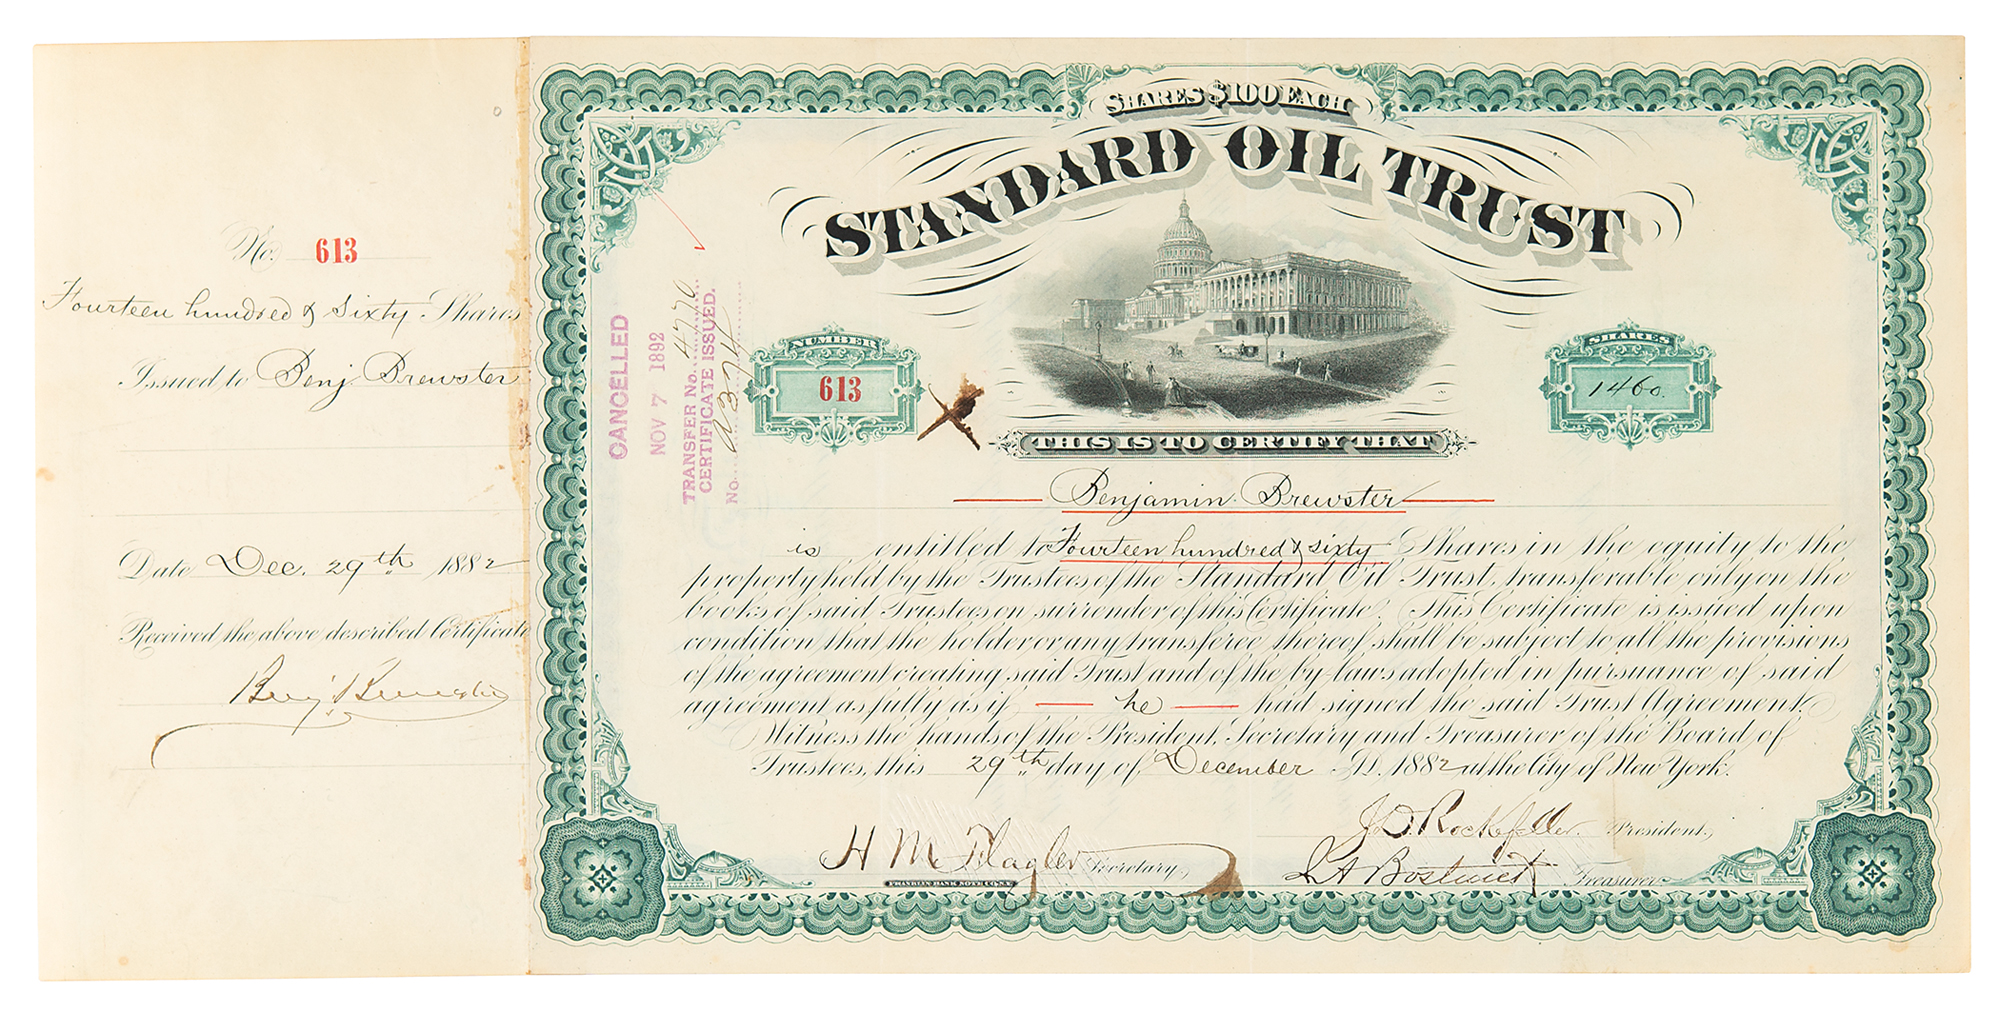 No. 613
Fourteen hundred & Sixty Shares
Issued to Benj. Brewster
Date Dec. 29th 1882
Received the above described Certificate
Benj. Brewster
CANCELLED
NOV 7 1892
TRANSFER No. 4770
CERTIFICATE ISSUED.
No. a374
SHARES $100 EACH
STANDARD OIL TRUST
NUMBER
613
SHARES
1460.
THIS IS TO CERTIFY THAT
Benjamin Brewster
is entitled to Fourteen hundred & sixty Shares in the equity to the
property held by the Trustees of the Standard Oil Trust, transferable only on the
books of said Trustees on surrender of this Certificate. This Certificate is issued upon
condition that the holder or any transferee thereof shall be subject to all the provisions
of the agreement creating said Trust and of the by-laws adopted in pursuance of said
agreement as fully as if he had signed the said Trust Agreement.
Witness the hands of the President, Secretary and Treasurer of the Board of
Trustees, this 29th day of December A.D. 1882 at the City of New York.
J.D. Rockefeller President,
H M Flagler Secretary,
J A Bostwick Treasurer.
FRANKLIN BANK NOTE CO. N.Y.